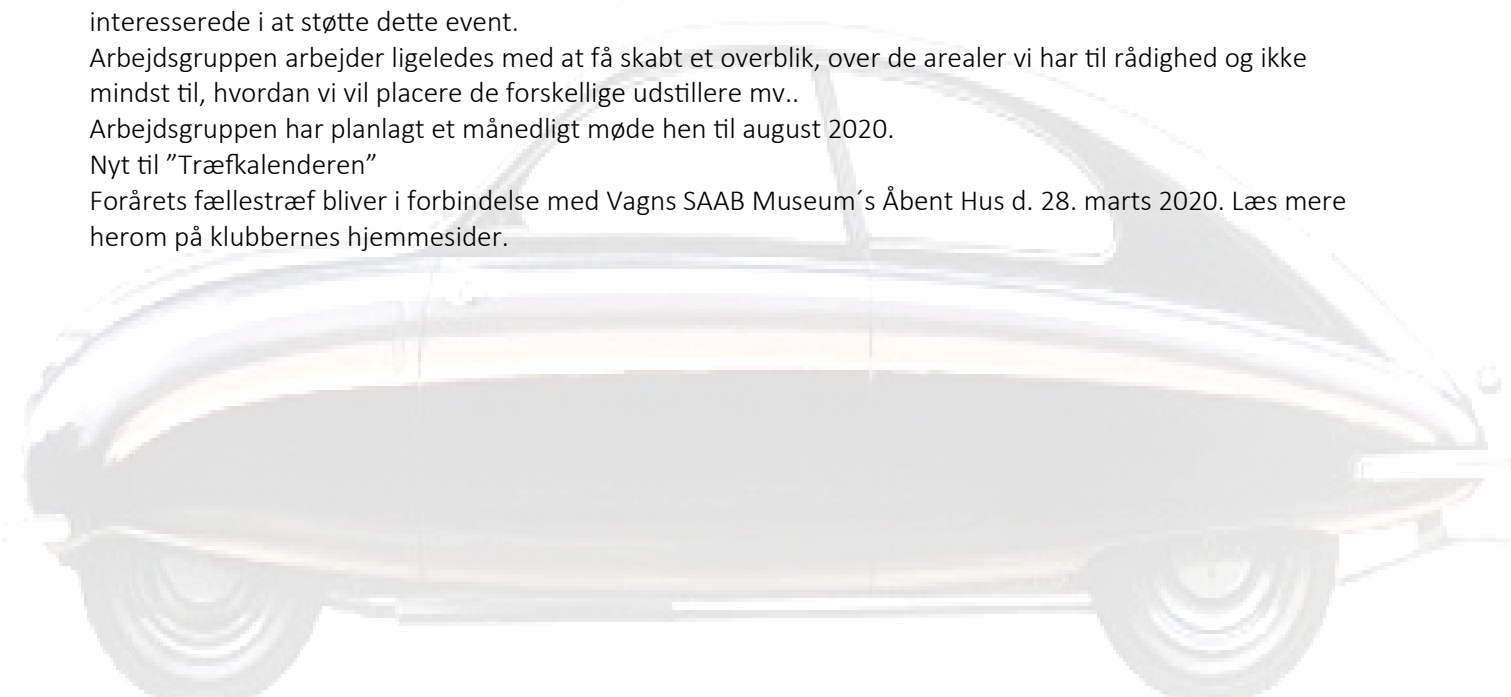 interesserede i at støtte dette event.
Arbejdsgruppen arbejder ligeledes med at få skabt et overblik, over de arealer vi har til rådighed og ikke
mindst til, hvordan vi vil placere de forskellige udstillere mv..
Arbejdsgruppen har planlagt et månedligt møde hen til august 2020.
Nyt til ”Træfkalenderen”
Forårets fællestræf bliver i forbindelse med Vagns SAAB Museum´s Åbent Hus d. 28. marts 2020. Læs mere
herom på klubbernes hjemmesider.